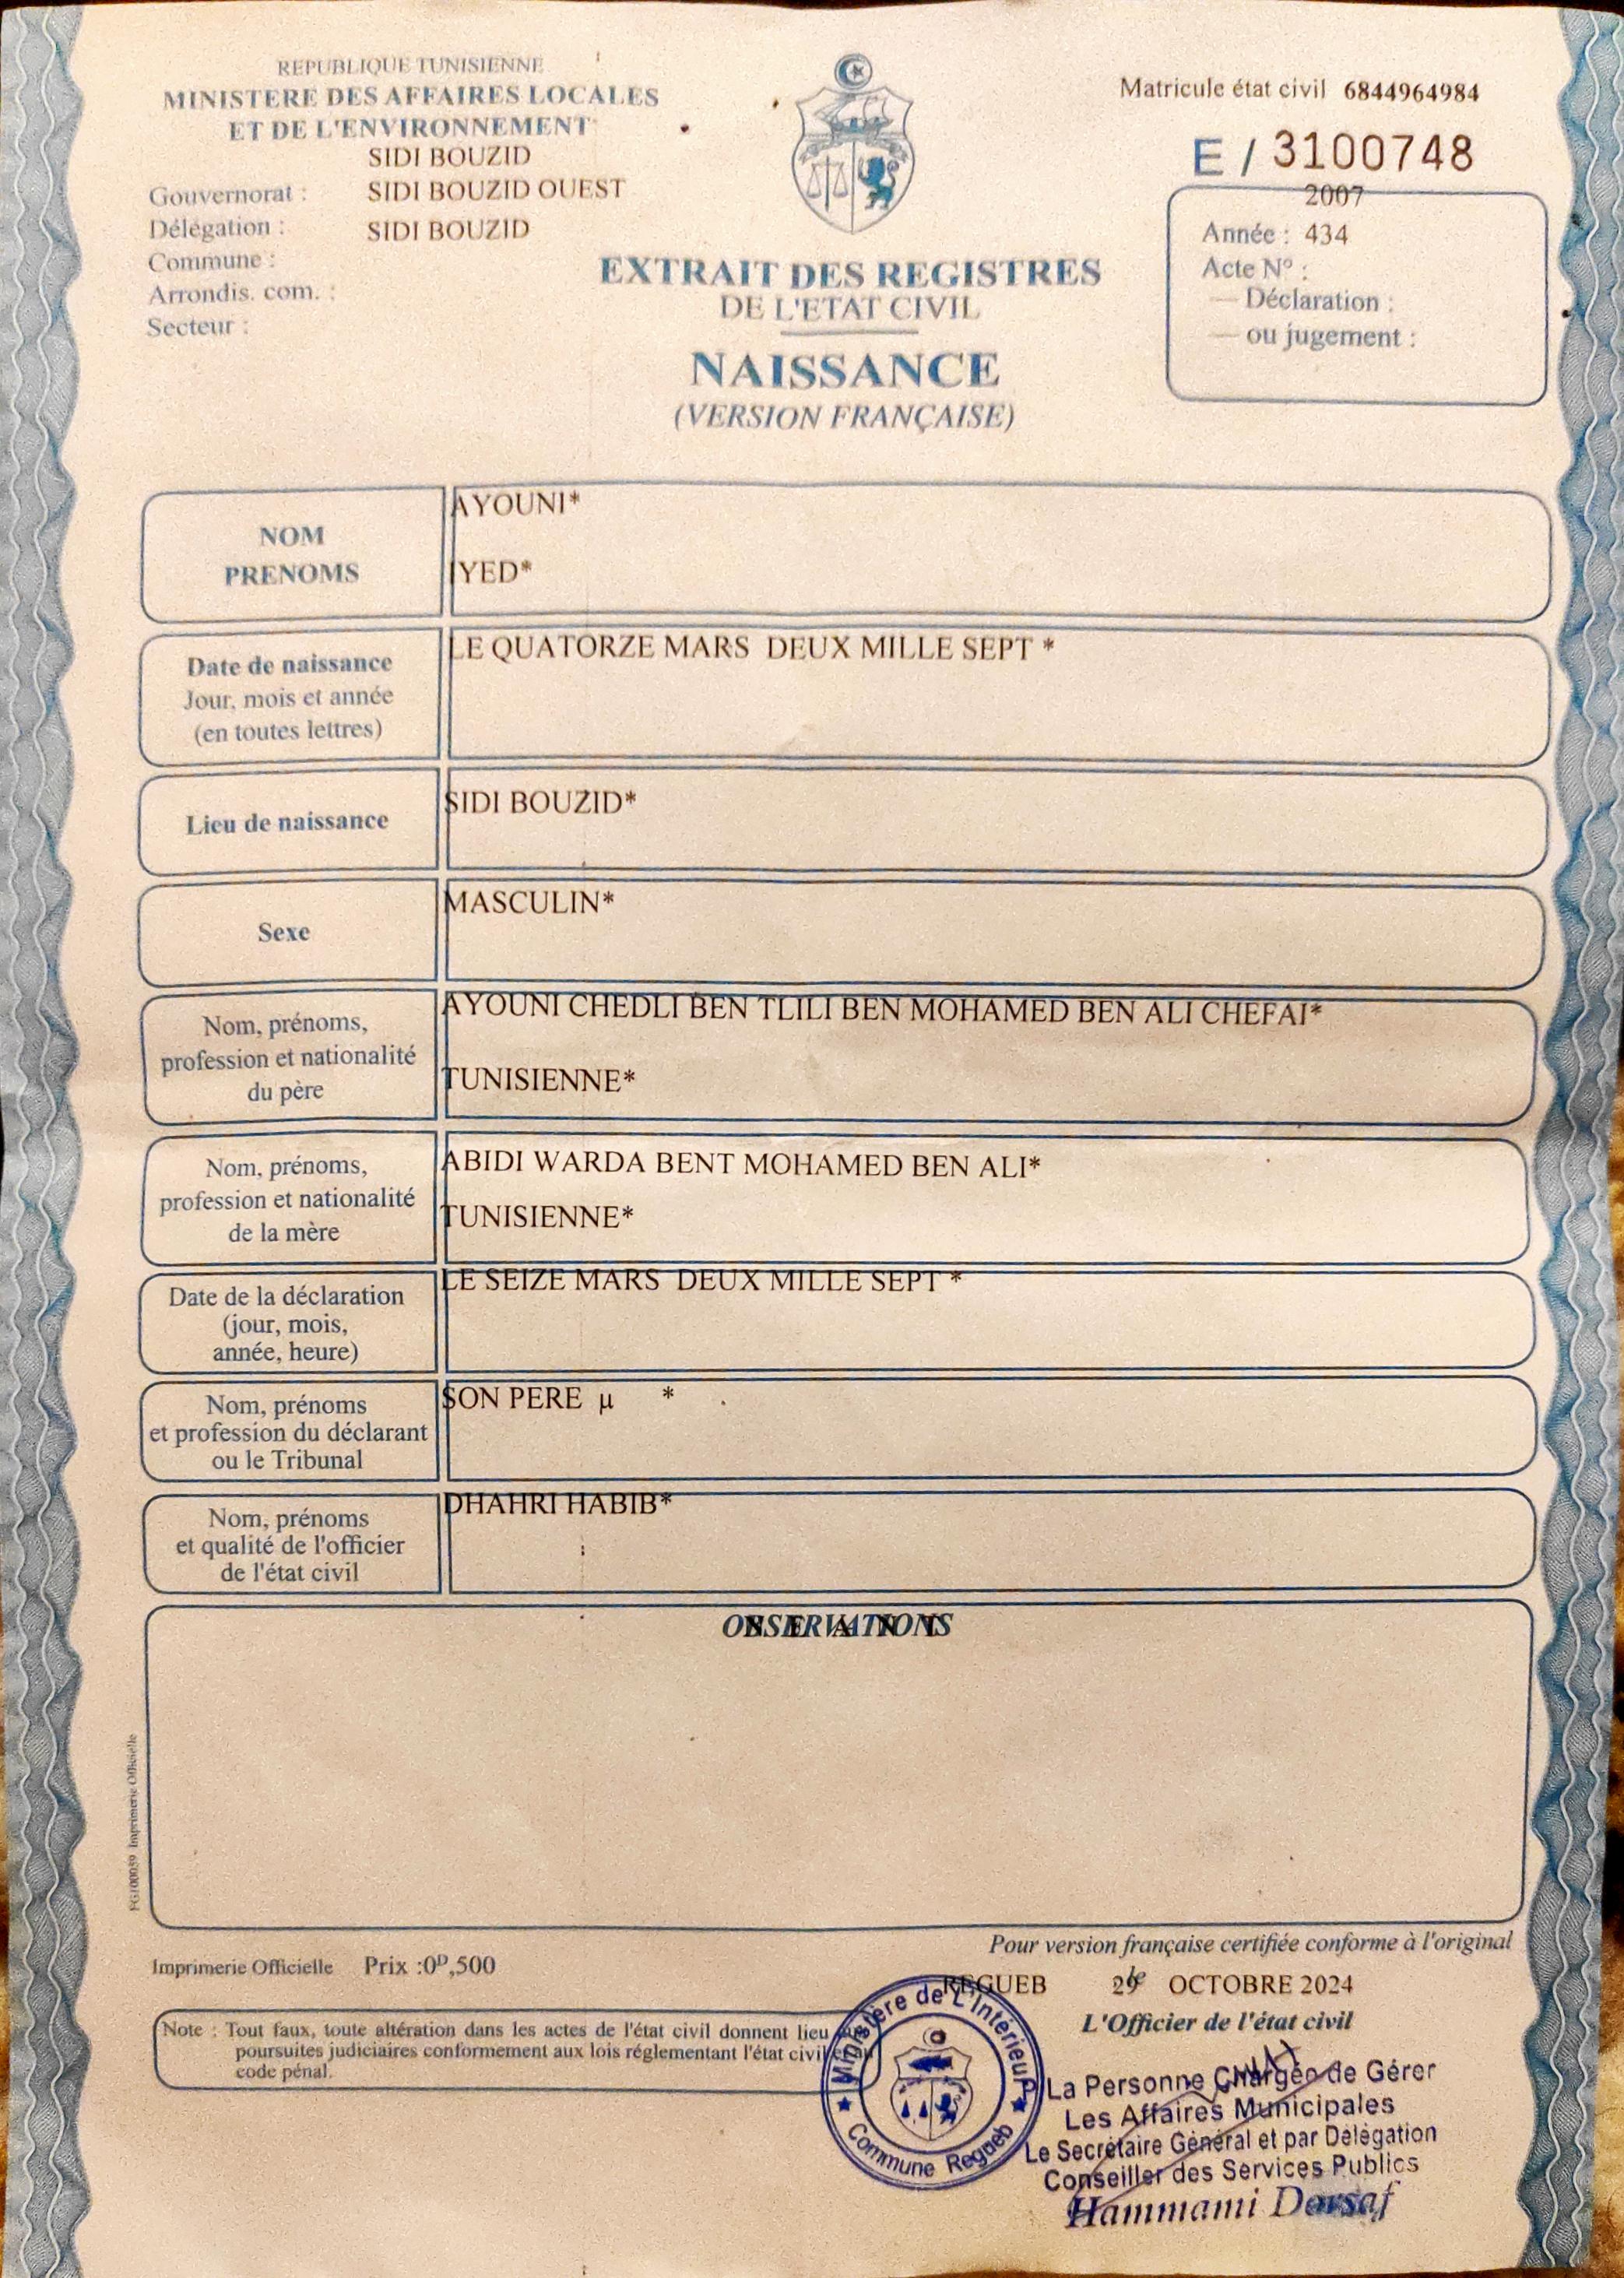 REPUBLIQUE TUNISIENNE
MINISTERE DES AFFAIRES LOCALES
ET DE L'ENVIRONNEMENT
SIDI BOUZID
Gouvernorat : SIDI BOUZID OUEST
Délégation : SIDI BOUZID
Commune :
Arrondis. com. :
Secteur :
EXTRAIT DES REGISTRES
DE L'ETAT CIVIL
NAISSANCE
(VERSION FRANÇAISE)
Matricule état civil 6844964984
E / 3100748
2007
Année : 434
Acte N° :
— Déclaration :
— ou jugement :
NOM
PRENOMS
AYOUNI*
IYED*
Date de naissance
Jour, mois et année
(en toutes lettres)
LE QUATORZE MARS DEUX MILLE SEPT *
Lieu de naissance
SIDI BOUZID*
Sexe
MASCULIN*
Nom, prénoms,
profession et nationalité
du père
AYOUNI CHEDLI BEN TLILI BEN MOHAMED BEN ALI CHEFAI*
TUNISIENNE*
Nom, prénoms,
profession et nationalité
de la mère
ABIDI WARDA BENT MOHAMED BEN ALI*
TUNISIENNE*
Date de la déclaration
(jour, mois,
année, heure)
LE SEIZE MARS DEUX MILLE SEPT *
Nom, prénoms
et profession du déclarant
ou le Tribunal
SON PERE µ *
Nom, prénoms
et qualité de l'officier
de l'état civil
DHAHRI HABIB*
OBSERVATIONS
N E A N T
FG100039 Imprimerie Officielle
Imprimerie Officielle Prix :0ᴰ,500
Pour version française certifiée conforme à l'original
REGUEB le 29 OCTOBRE 2024
L'Officier de l'état civil
Note : Tout faux, toute altération dans les actes de l'état civil donnent lieu
poursuites judiciaires conformement aux lois réglementant l'état civil
code pénal.
Ministère de L'Intérieur
Commune Regueb
La Personne Chargée de Gérer
Les Affaires Municipales
Le Secrétaire Général et par Délégation
Conseiller des Services Publics
Hammami Dorsaf